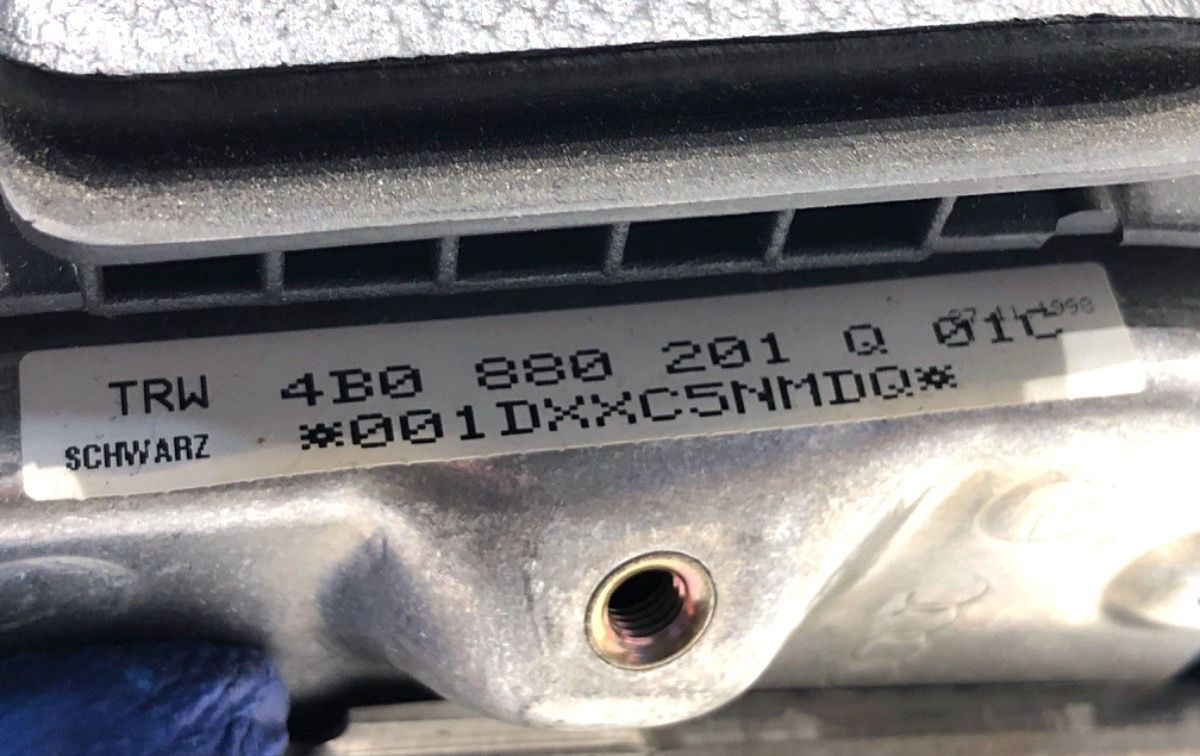 TRW 4B0 880 201 Q 01C
SCHWARZ *001DXXC5NMDQ*